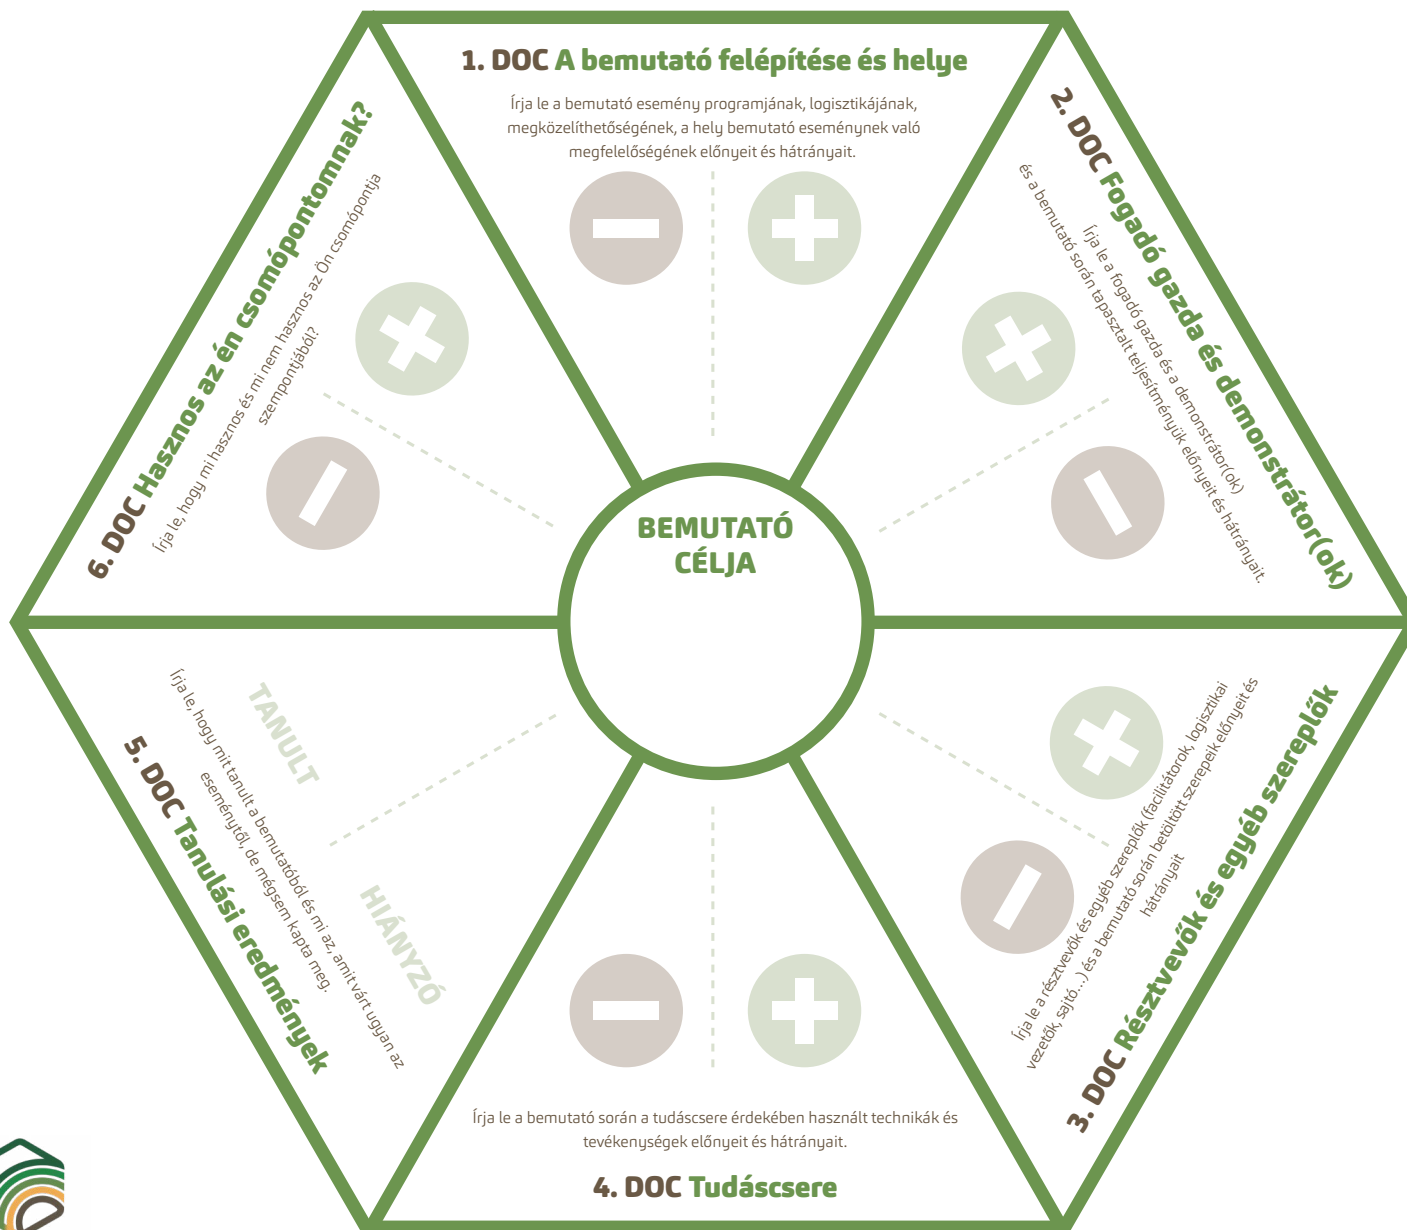 1. DOC A bemutató felépítése és helye
Írja le a bemutató esemény programjának, logisztikájának,
megközelíthetőségének, a hely bemutató eseménynek való
megfelelőségének előnyeit és hátrányait.
2. DOC Fogadó gazda és demonstrátor(ok)
Írja le a fogadó gazda és a demonstrátor(ok)
és a bemutató során tapasztalt teljesítményük előnyeit és hátrányait.
3. DOC Résztvevők és egyéb szereplők
Írja le a résztvevők és egyéb szereplők (facilitátorok, logisztikai
vezetők, sajtó...) és a bemutató során betöltött szerepeik előnyeit és
hátrányait
Írja le a bemutató során a tudáscsere érdekében használt technikák és
tevékenységek előnyeit és hátrányait.
4. DOC Tudáscsere
5. DOC Tanulási eredmények
Írja le, hogy mit tanult a bemutatóból és mi az, amit várt ugyan az
eseménytől, de mégsem kapta meg.
TANULT
HIÁNYZÓ
6. DOC Hasznos az én csomópontomnak?
Írja le, hogy mi hasznos és mi nem hasznos az Ön csomópontja
szempontjából?
BEMUTATÓ
CÉLJA